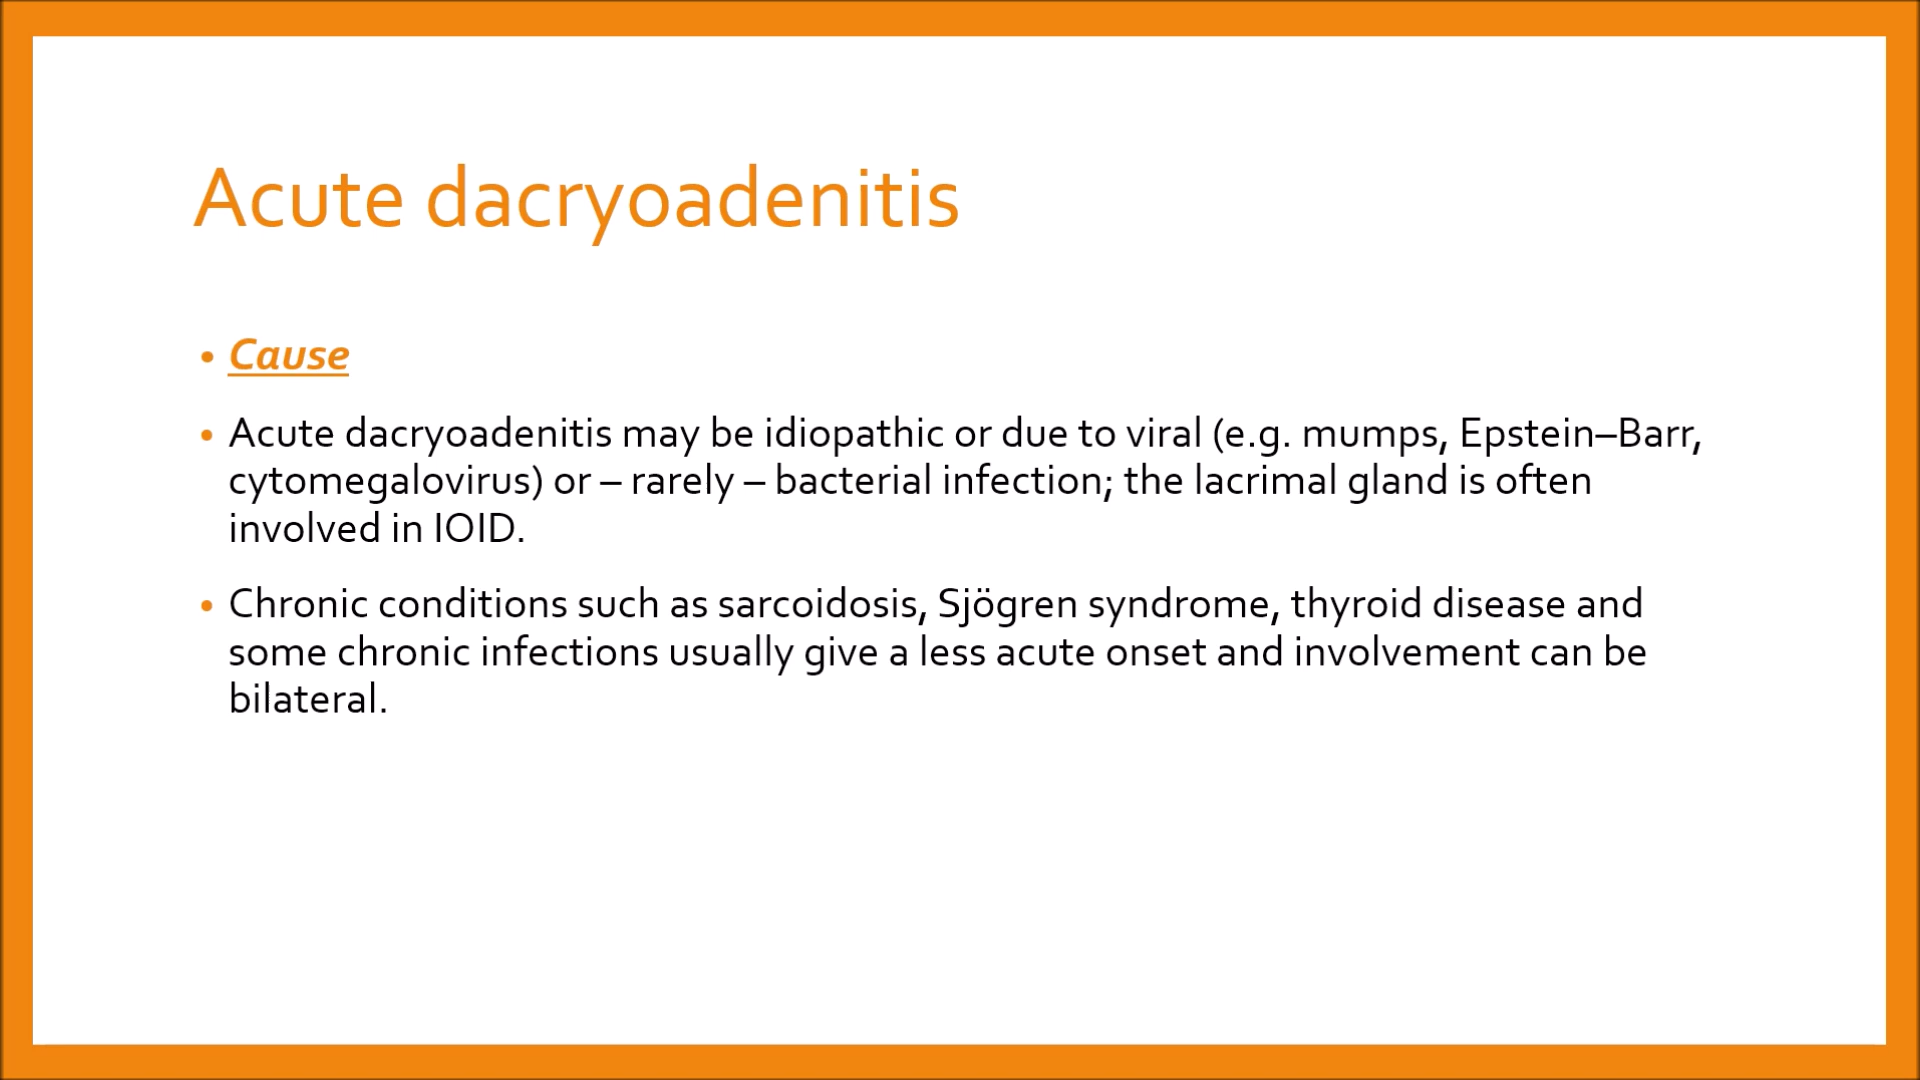 Acute dacryoadenitis
• Cause
• Acute dacryoadenitis may be idiopathic or due to viral (e.g. mumps, Epstein–Barr,
cytomegalovirus) or – rarely – bacterial infection; the lacrimal gland is often
involved in IOID.
• Chronic conditions such as sarcoidosis, Sjögren syndrome, thyroid disease and
some chronic infections usually give a less acute onset and involvement can be
bilateral.